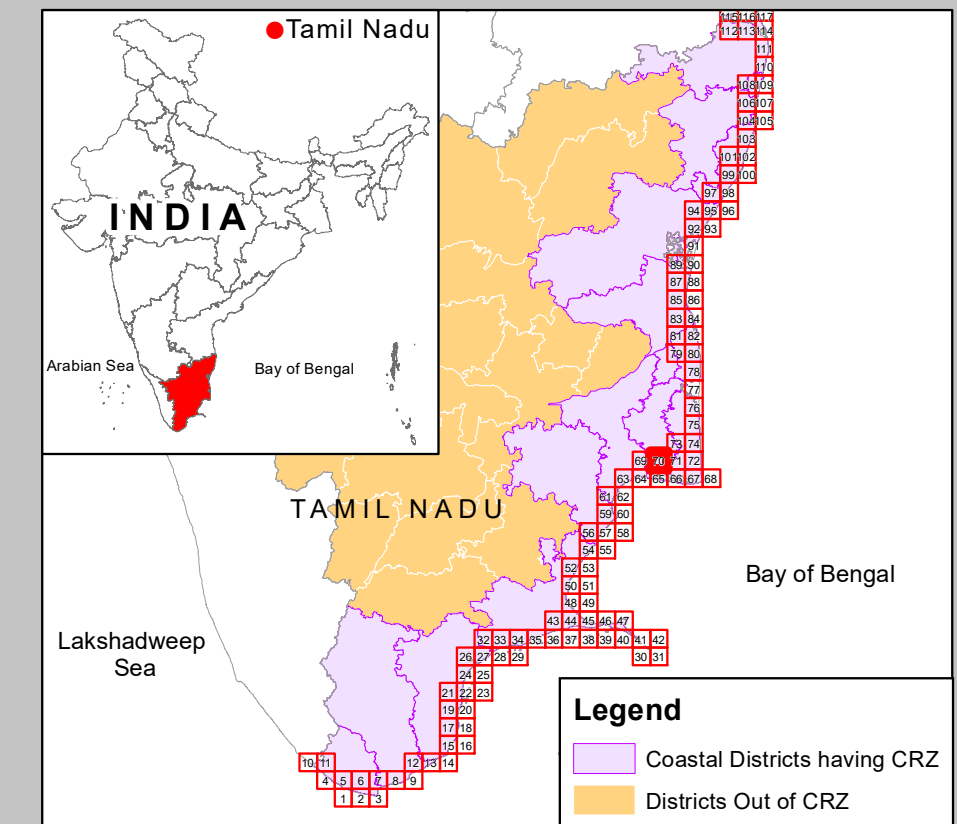 Tamil Nadu
INDIA
Arabian Sea
Bay of Bengal
115 116 117
112 113 114
111
110
108 109
106 107
104 105
103
101 102
99 100
97 98
94 95 96
92 93
91
89 90
87 88
85 86
83 84
81 82
79 80
78
77
76
75
73 74
69 70 71 72
63 64 65 66 67 68
61 62
TAMIL NADU
59 60
56 57 58
54 55
52 53
Bay of Bengal
50 51
48 49
43 44 45 46 47
Lakshadweep
Sea
32 33 34 35 36 37 38 39 40 41 42
26 27 28 29 30 31
24 25
21 22 23
19 20
17 18
15 16
10 11 12 13 14
4 5 6 7 8 9
1 2 3
Legend
Coastal Districts having CRZ
Districts Out of CRZ